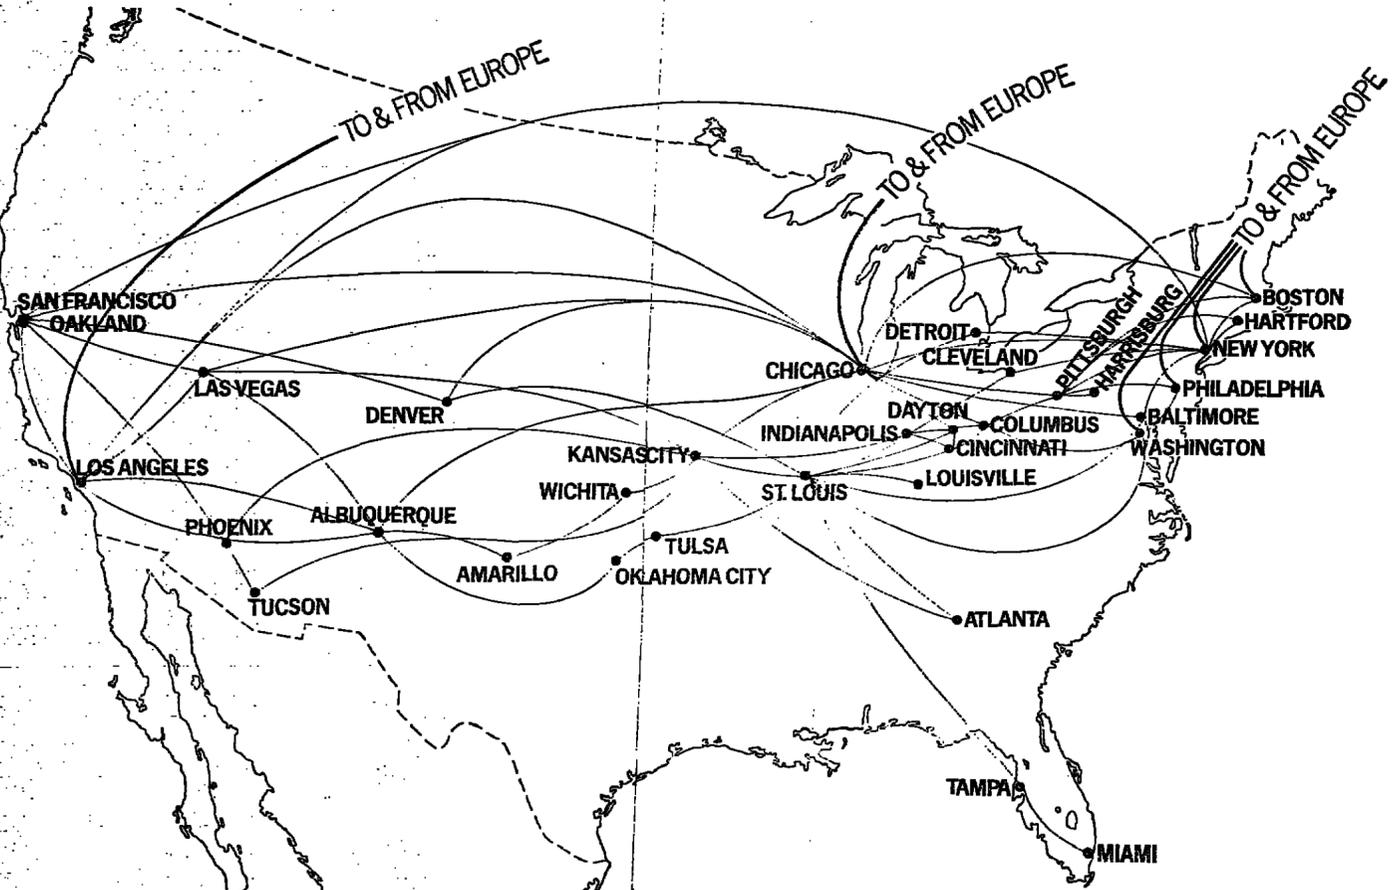 TO & FROM EUROPE
TO & FROM EUROPE
TO & FROM EUROPE
SAN FRANCISCO
OAKLAND
BOSTON
HARTFORD
PITTSBURGH
HARRISBURG
DETROIT
NEW YORK
CLEVELAND
CHICAGO
LAS VEGAS
PHILADELPHIA
DENVER
DAYTON
BALTIMORE
COLUMBUS
INDIANAPOLIS
CINCINNATI
WASHINGTON
KANSAS CITY
LOS ANGELES
LOUISVILLE
WICHITA
ST. LOUIS
ALBUQUERQUE
PHOENIX
TULSA
AMARILLO
OKLAHOMA CITY
TUCSON
ATLANTA
TAMPA
MIAMI